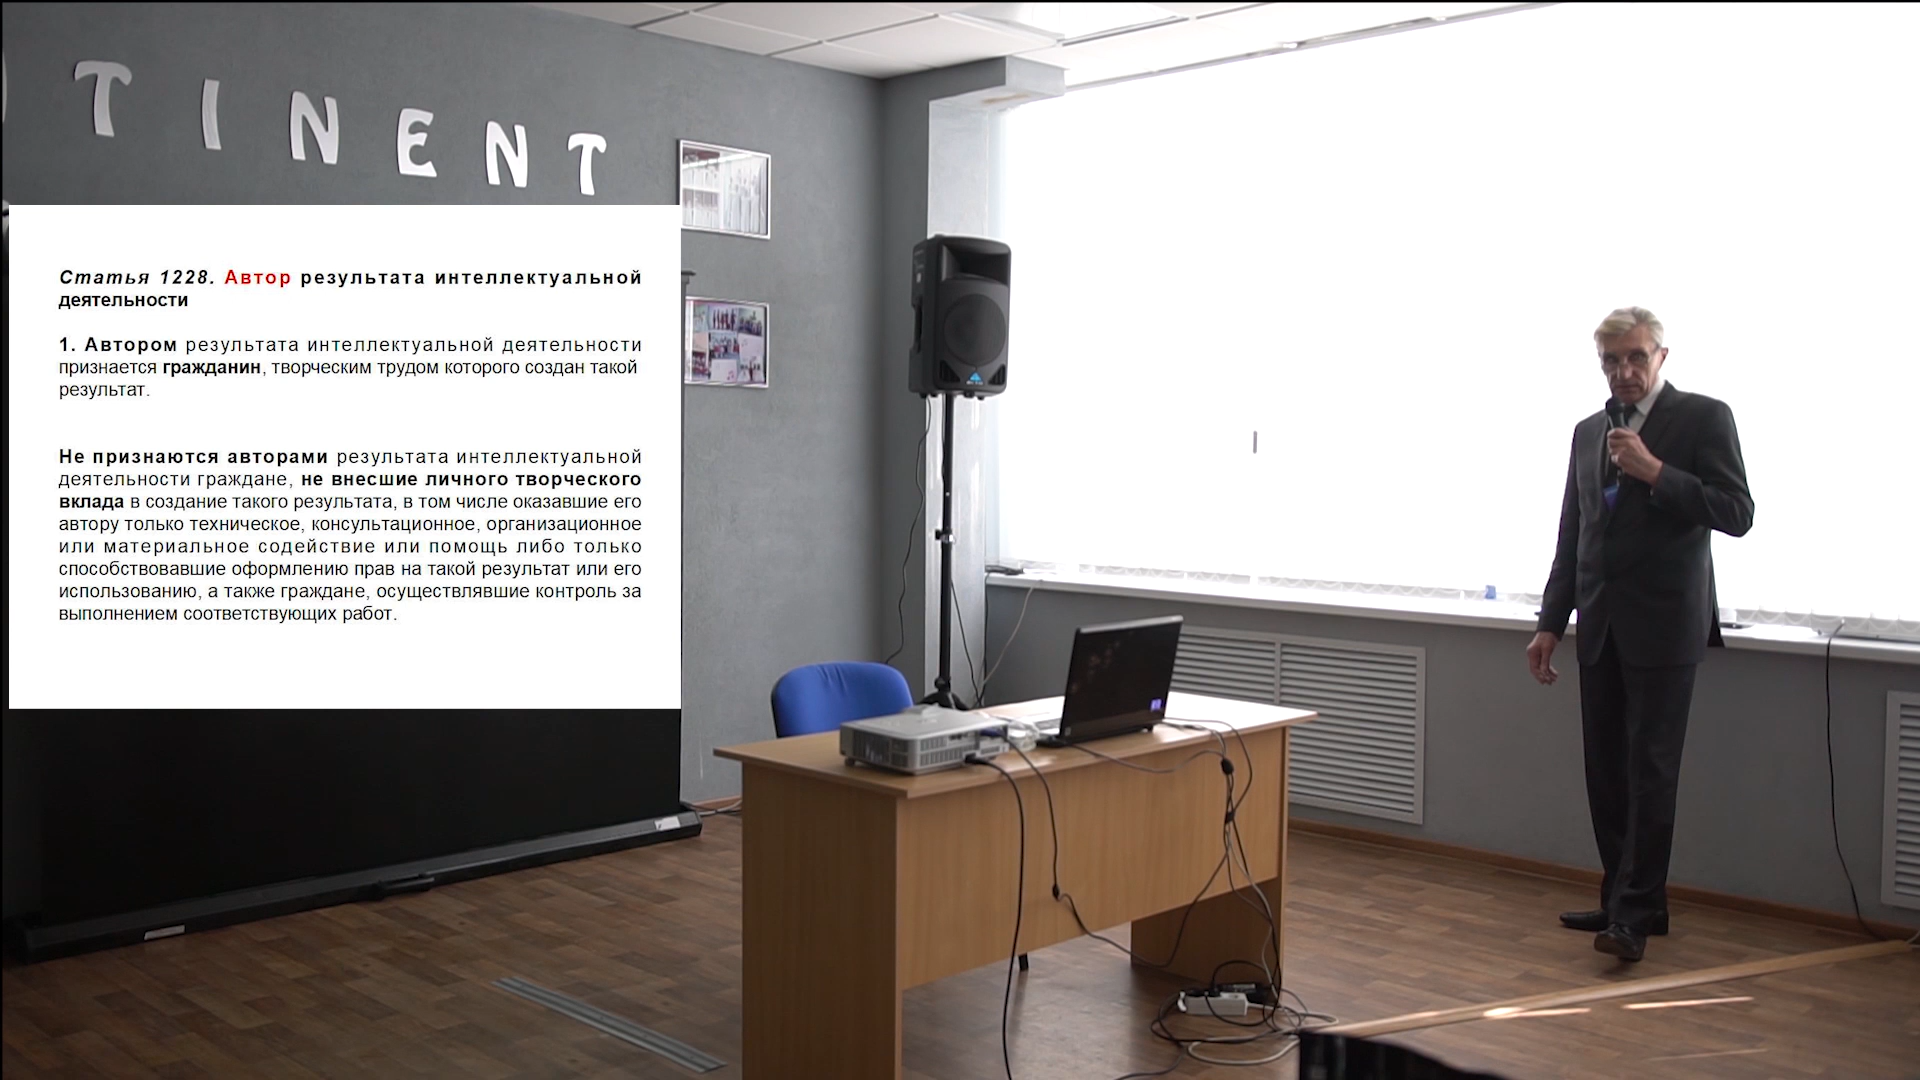 TINENT
Статья 1228. Автор результата интеллектуальной
деятельности
1. Автором результата интеллектуальной деятельности
признается гражданин, творческим трудом которого создан такой
результат.
Не признаются авторами результата интеллектуальной
деятельности граждане, не внесшие личного творческого
вклада в создание такого результата, в том числе оказавшие его
автору только техническое, консультационное, организационное
или материальное содействие или помощь либо только
способствовавшие оформлению прав на такой результат или его
использованию, а также граждане, осуществлявшие контроль за
выполнением соответствующих работ.